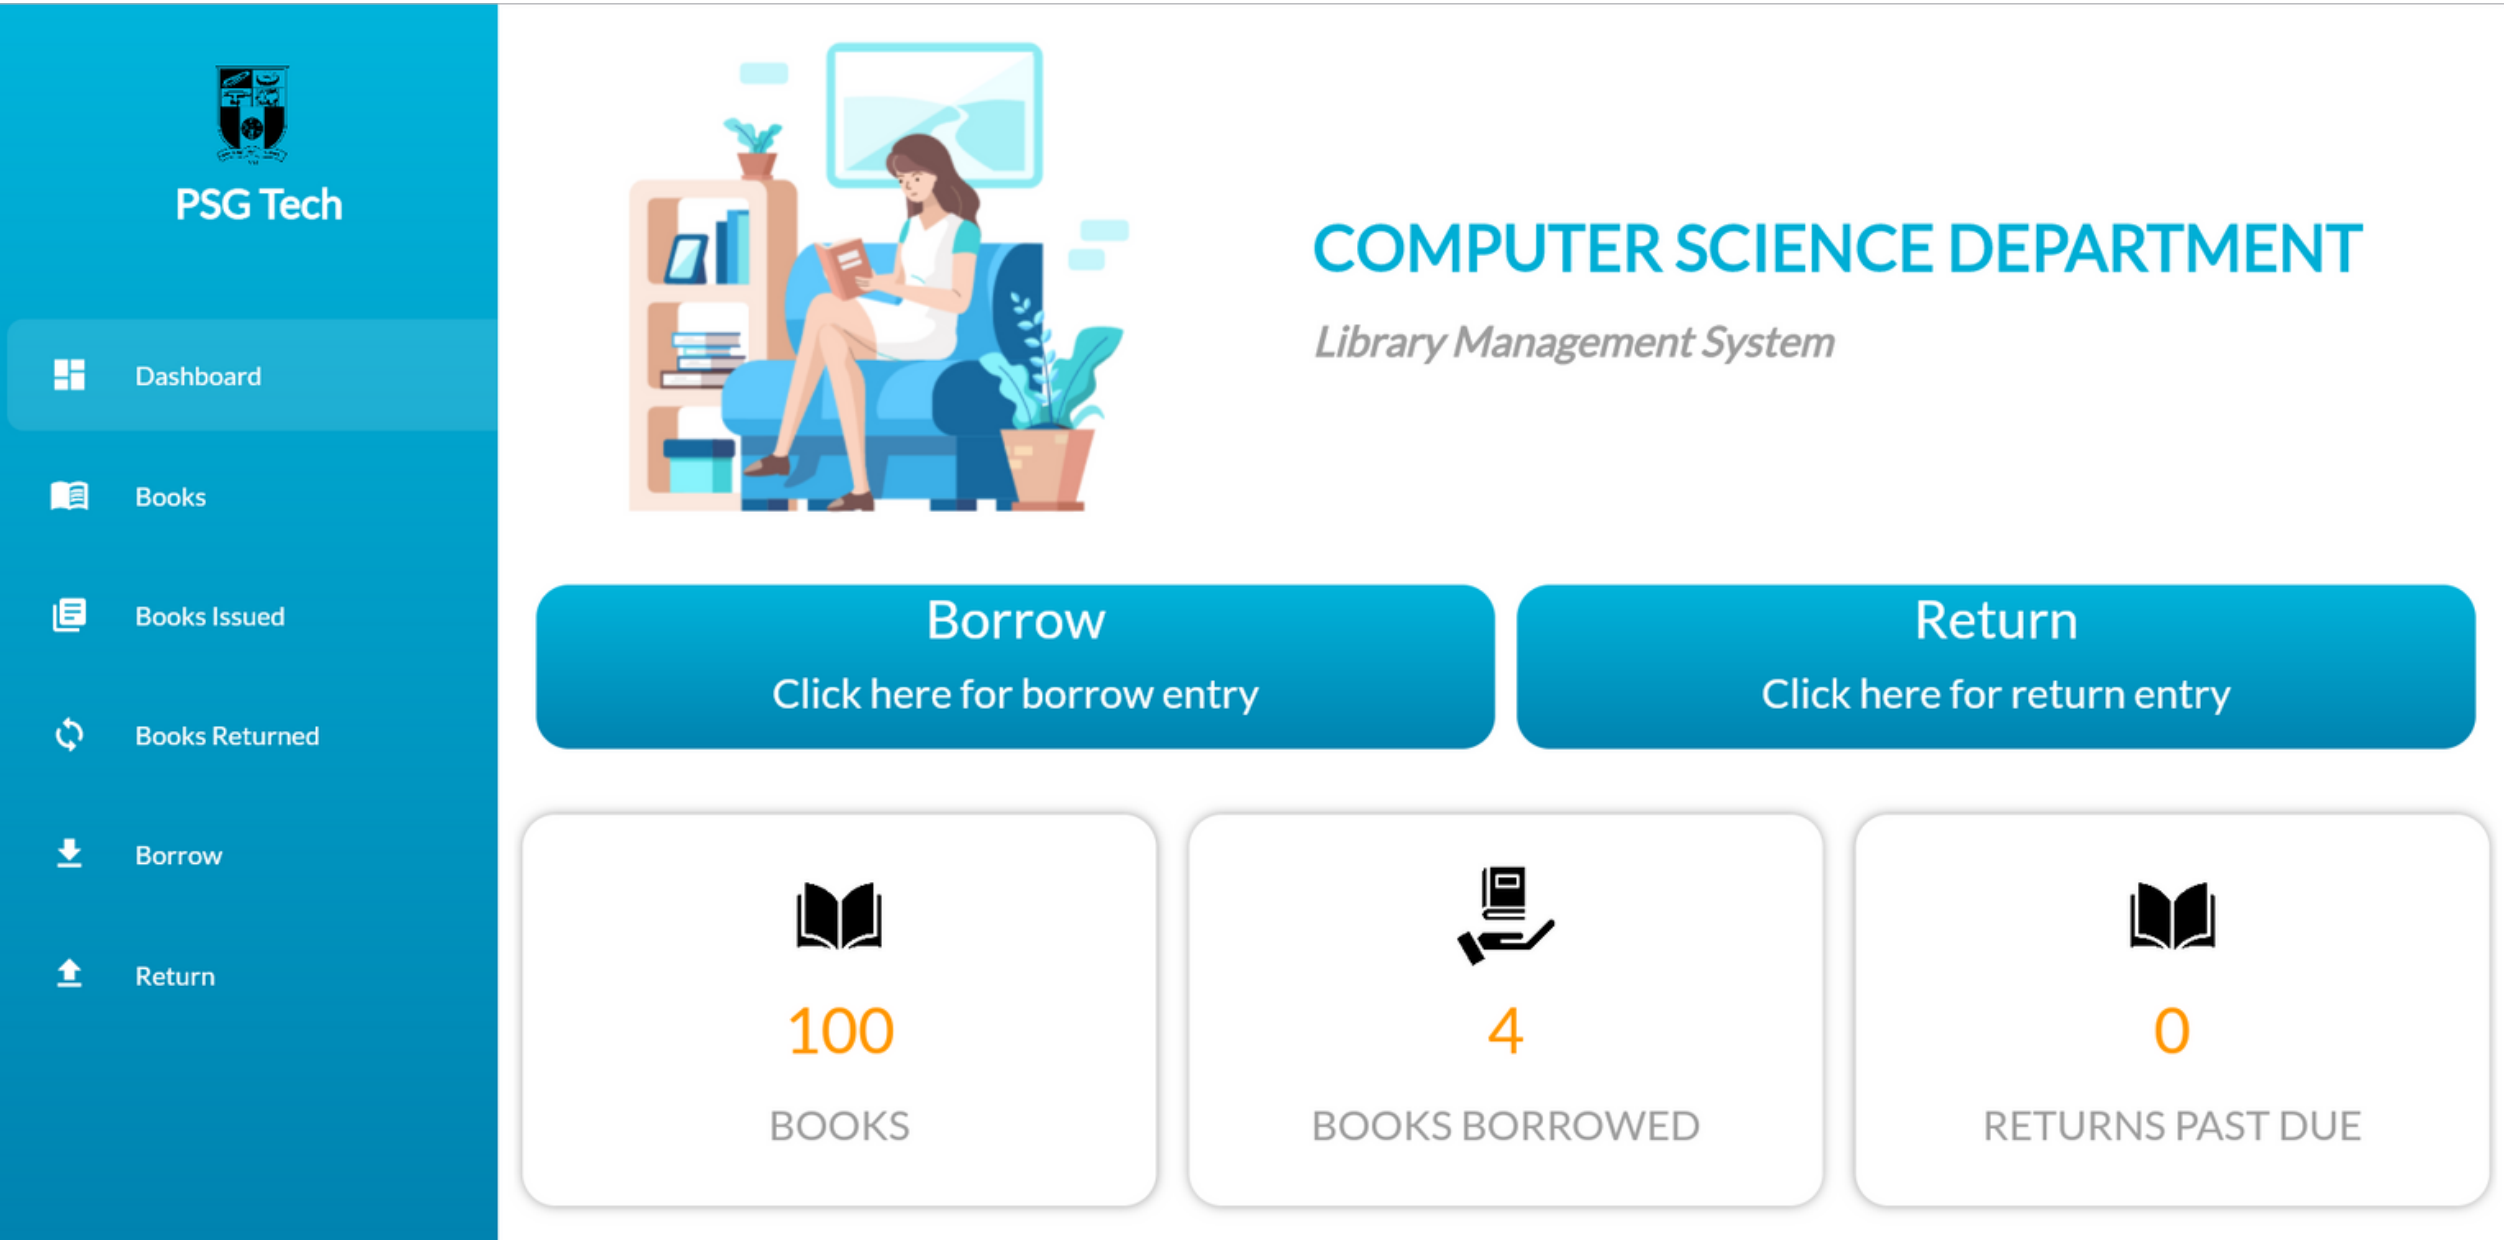 PSG Tech
Dashboard
Books
Books Issued
Books Returned
Borrow
Return
COMPUTER SCIENCE DEPARTMENT
Library Management System
Borrow
Click here for borrow entry
Return
Click here for return entry
100
BOOKS
4
BOOKS BORROWED
0
RETURNS PAST DUE